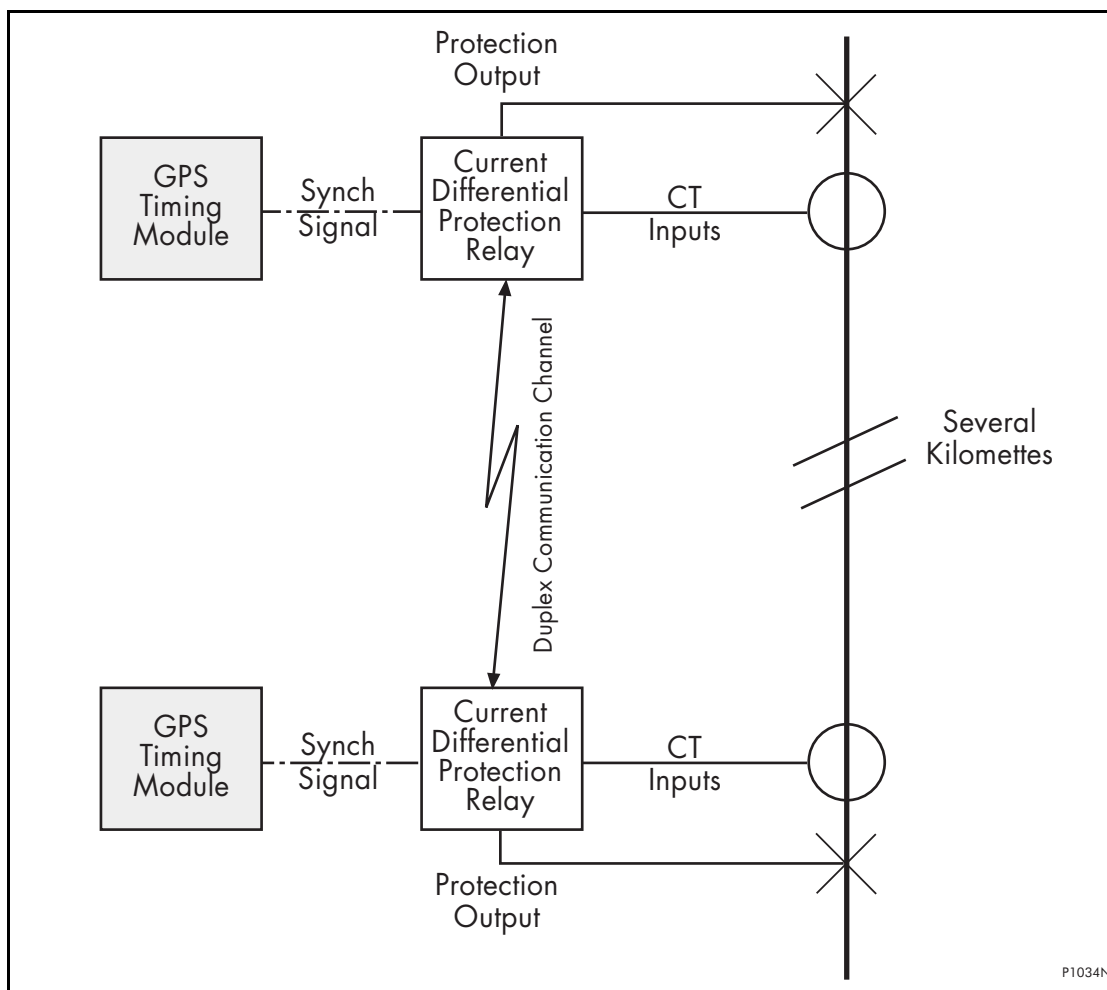 Protection
Output
GPS
Timing
Module
Synch
Signal
Current
Differential
Protection
Relay
CT
Inputs
Duplex Communication Channel
Several
Kilomettes
GPS
Timing
Module
Synch
Signal
Current
Differential
Protection
Relay
CT
Inputs
Protection
Output
P1034N